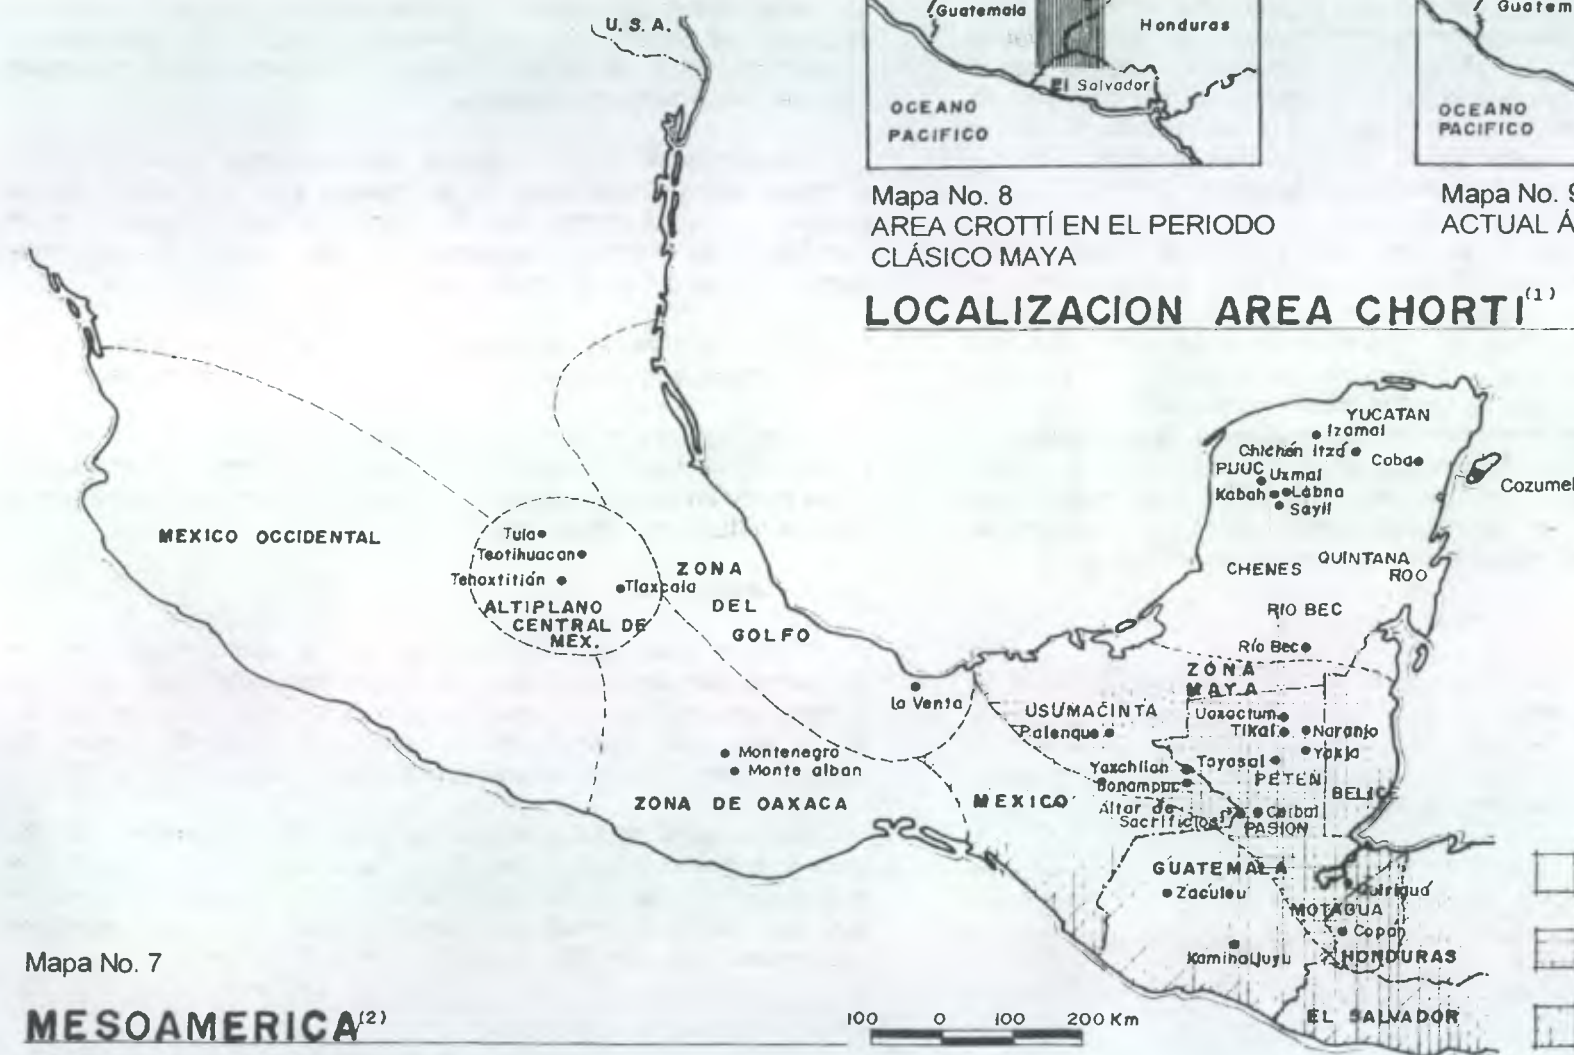 U. S. A.
Guatemala
Honduras
El Salvador
OCEANO
PACIFICO
Guatem
OCEANO
PACIFICO
Mapa No. 8
AREA CROTTÍ EN EL PERIODO
CLÁSICO MAYA
Mapa No. 9
ACTUAL Á
LOCALIZACION AREA CHORTI(1)
YUCATAN
Izamal
Chichén Itzá
Coba
PUUC
Uxmal
Kabah
Labna
Sayil
Cozumel
CHENES
QUINTANA
ROO
RIO BEC
Río Bec
MEXICO OCCIDENTAL
Tula
Teotihuacan
Tehoxtitlán
Tlaxcala
ALTIPLANO
CENTRAL DE
MEX.
ZONA
DEL
GOLFO
La Venta
ZONA
MAYA
USUMACINTA
Palenque
Uaxactum
Tikal
Naranjo
Yaxja
Tayasal
Yaxchilan
Bonampac
PETEN
BELICE
Altar de
Sacrificios
Ceibal
PASION
Montenegro
Monte alban
ZONA DE OAXACA
MEXICO
GUATEMALA
Zaculeu
Quiriguá
MOTAGUA
Copan
Kaminaljuyu
HONDURAS
EL SALVADOR
Mapa No. 7
MESOAMERICA(2)
100 0 100 200 Km